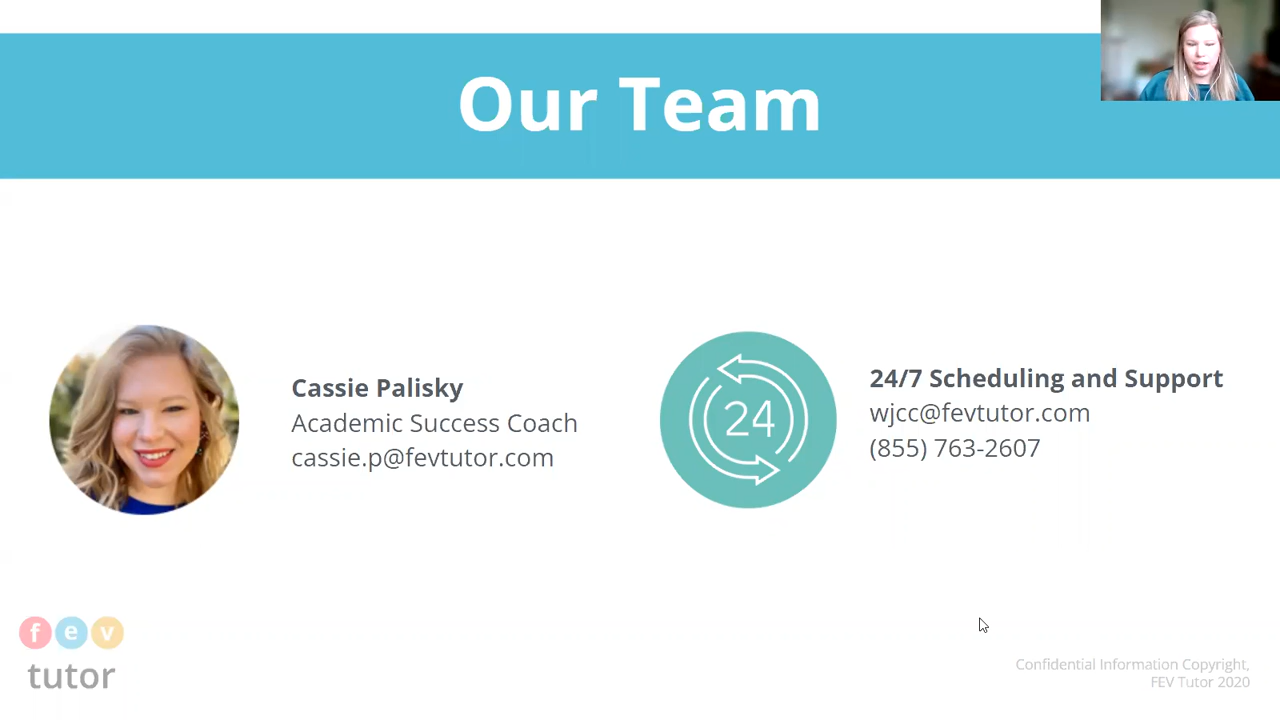 Our Team
Cassie Palisky
Academic Success Coach
cassie.p@fevtutor.com
24
24/7 Scheduling and Support
wjcc@fevtutor.com
(855) 763-2607
fev
tutor
Confidential Information Copyright,
FEV Tutor 2020